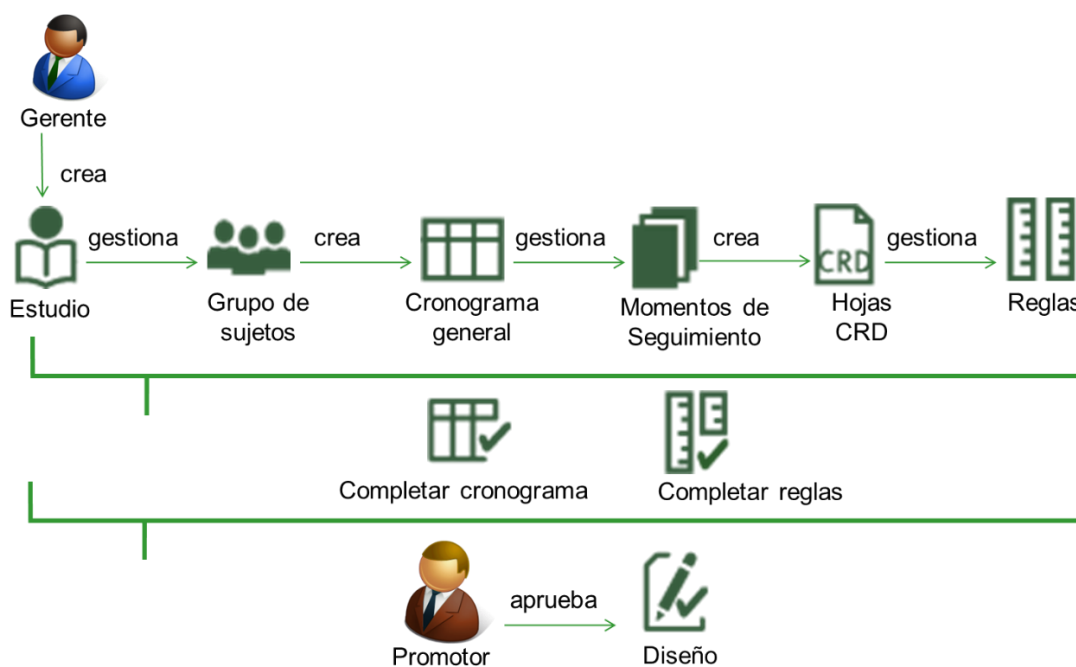 Gerente
crea
gestiona
crea
gestiona
crea
gestiona
CRD
Estudio
Grupo de
sujetos
Cronograma
general
Momentos de
Seguimiento
Hojas
CRD
Reglas
Completar cronograma
Completar reglas
aprueba
Promotor
Diseño